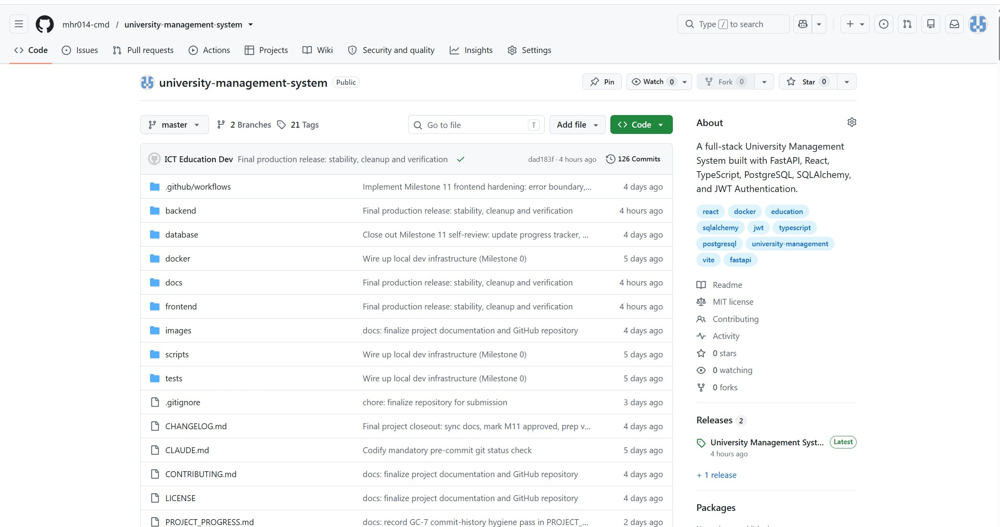 mhr014-cmd / university-management-system
Type / to search
Code
Issues
Pull requests
Actions
Projects
Wiki
Security and quality
Insights
Settings
university-management-system Public
Pin
Watch 0
Fork 0
Star 0
master
2 Branches
21 Tags
Go to file T
Add file
Code
ICT Education Dev Final production release: stability, cleanup and verification dad183f · 4 hours ago 126 Commits
.github/workflows Implement Milestone 11 frontend hardening: error boundary,... 4 days ago
backend Final production release: stability, cleanup and verification 4 hours ago
database Close out Milestone 11 self-review: update progress tracker, ... 4 days ago
docker Wire up local dev infrastructure (Milestone 0) 5 days ago
docs Final production release: stability, cleanup and verification 4 hours ago
frontend Final production release: stability, cleanup and verification 4 hours ago
images docs: finalize project documentation and GitHub repository 4 days ago
scripts Wire up local dev infrastructure (Milestone 0) 5 days ago
tests Wire up local dev infrastructure (Milestone 0) 5 days ago
.gitignore chore: finalize repository for submission 3 days ago
CHANGELOG.md Final project closeout: sync docs, mark M11 approved, prep v... 4 days ago
CLAUDE.md Codify mandatory pre-commit git status check 5 days ago
CONTRIBUTING.md docs: finalize project documentation and GitHub repository 4 days ago
LICENSE docs: finalize project documentation and GitHub repository 4 days ago
PROJECT_PROGRESS.md docs: record GC-7 commit-history hygiene pass in PROJECT_... 2 days ago
About
A full-stack University Management
System built with FastAPI, React,
TypeScript, PostgreSQL, SQLAlchemy,
and JWT Authentication.
react docker education
sqlalchemy jwt typescript
postgresql university-management
vite fastapi
Readme
MIT license
Contributing
Activity
0 stars
0 watching
0 forks
Releases 2
University Management Syst... Latest
4 hours ago
+ 1 release
Packages